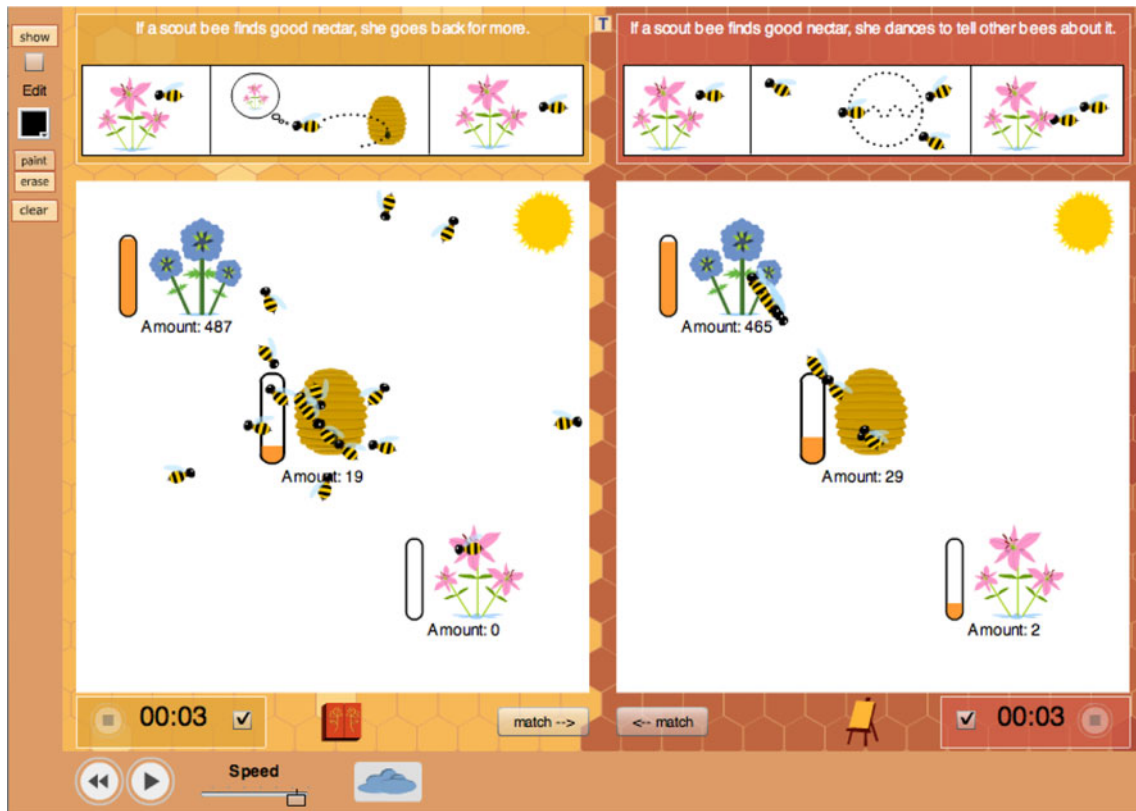 show
Edit
paint
erase
clear
If a scout bee finds good nectar, she goes back for more.
T
If a scout bee finds good nectar, she dances to tell other bees about it.
Amount: 487
Amount: 19
Amount: 0
Amount: 465
Amount: 29
Amount: 2
00:03
match -->
<-- match
00:03
Speed